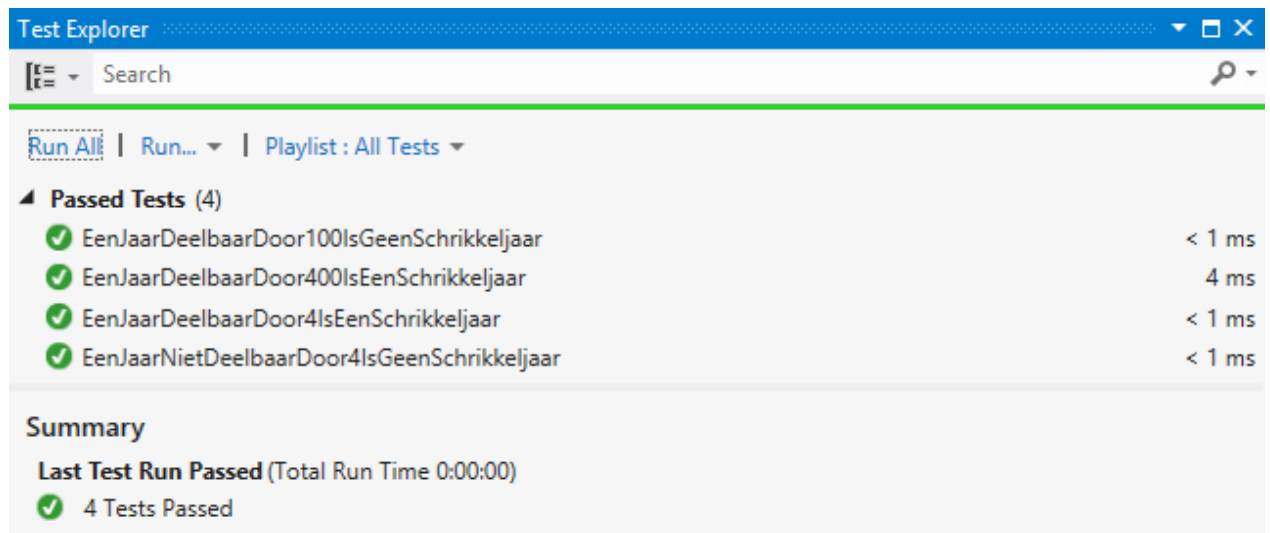 Test Explorer
Search
Run All | Run... | Playlist : All Tests
Passed Tests (4)
EenJaarDeelbaarDoor100IsGeenSchrikkeljaar < 1 ms
EenJaarDeelbaarDoor400IsEenSchrikkeljaar 4 ms
EenJaarDeelbaarDoor4IsEenSchrikkeljaar < 1 ms
EenJaarNietDeelbaarDoor4IsGeenSchrikkeljaar < 1 ms
Summary
Last Test Run Passed (Total Run Time 0:00:00)
4 Tests Passed